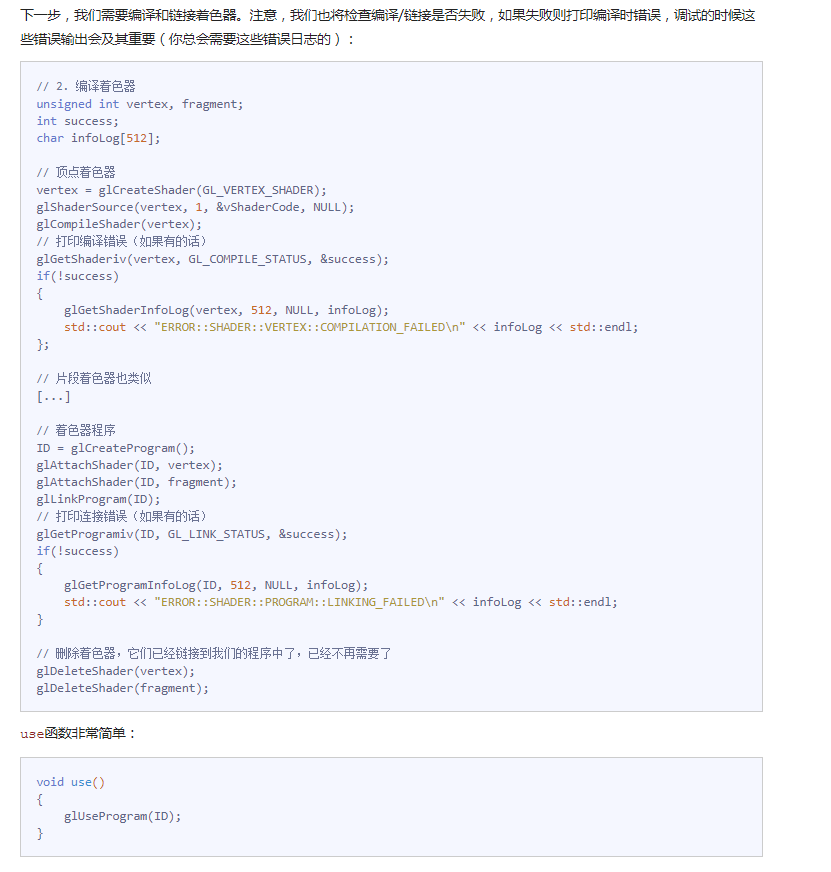 下一步，我们需要编译和链接着色器。注意，我们也将检查编译/链接是否失败，如果失败则打印编译时错误，调试的时候这
些错误输出会及其重要（你总会需要这些错误日志的）：
// 2. 编译着色器
unsigned int vertex, fragment;
int success;
char infoLog[512];

// 顶点着色器
vertex = glCreateShader(GL_VERTEX_SHADER);
glShaderSource(vertex, 1, &vShaderCode, NULL);
glCompileShader(vertex);
// 打印编译错误（如果有的话）
glGetShaderiv(vertex, GL_COMPILE_STATUS, &success);
if(!success)
{
    glGetShaderInfoLog(vertex, 512, NULL, infoLog);
    std::cout << "ERROR::SHADER::VERTEX::COMPILATION_FAILED\n" << infoLog << std::endl;
};

// 片段着色器也类似
[...]

// 着色器程序
ID = glCreateProgram();
glAttachShader(ID, vertex);
glAttachShader(ID, fragment);
glLinkProgram(ID);
// 打印连接错误（如果有的话）
glGetProgramiv(ID, GL_LINK_STATUS, &success);
if(!success)
{
    glGetProgramInfoLog(ID, 512, NULL, infoLog);
    std::cout << "ERROR::SHADER::PROGRAM::LINKING_FAILED\n" << infoLog << std::endl;
}

// 删除着色器，它们已经链接到我们的程序中了，已经不再需要了
glDeleteShader(vertex);
glDeleteShader(fragment);
use函数非常简单：
void use()
{
    glUseProgram(ID);
}